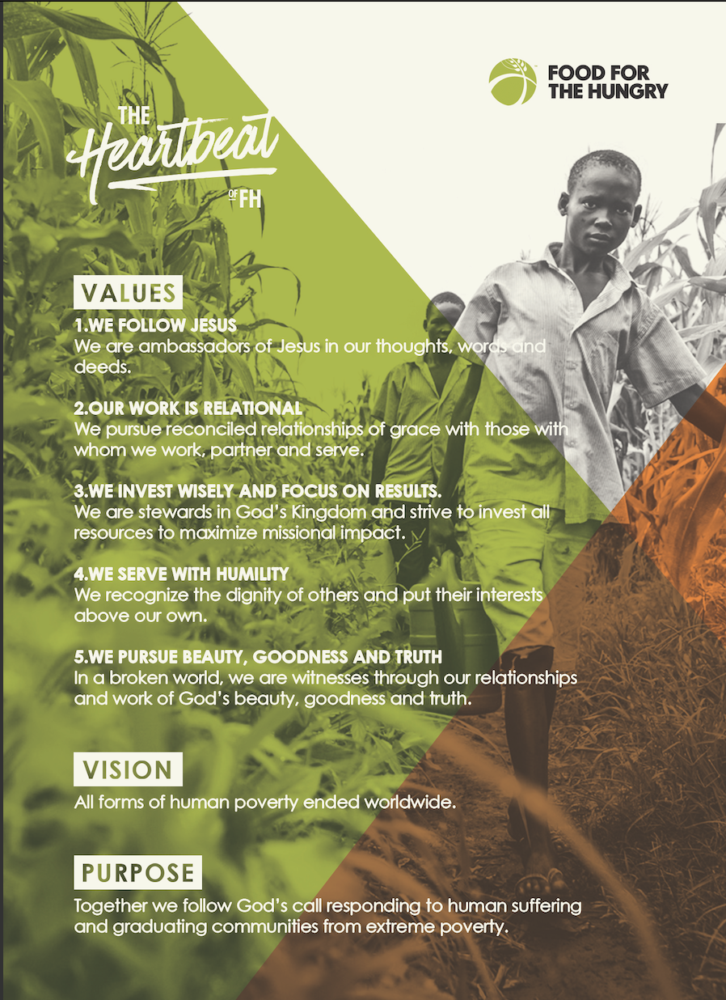 FOOD FOR
THE HUNGRY
THE
Heartbeat
OF FH
VALUES
1.WE FOLLOW JESUS
We are ambassadors of Jesus in our thoughts, words and
deeds.
2.OUR WORK IS RELATIONAL
We pursue reconciled relationships of grace with those with
whom we work, partner and serve.
3.WE INVEST WISELY AND FOCUS ON RESULTS.
We are stewards in God's Kingdom and strive to invest all
resources to maximize missional impact.
4.WE SERVE WITH HUMILITY
We recognize the dignity of others and put their interests
above our own.
5.WE PURSUE BEAUTY, GOODNESS AND TRUTH
In a broken world, we are witnesses through our relationships
and work of God's beauty, goodness and truth.
VISION
All forms of human poverty ended worldwide.
PURPOSE
Together we follow God's call responding to human suffering
and graduating communities from extreme poverty.